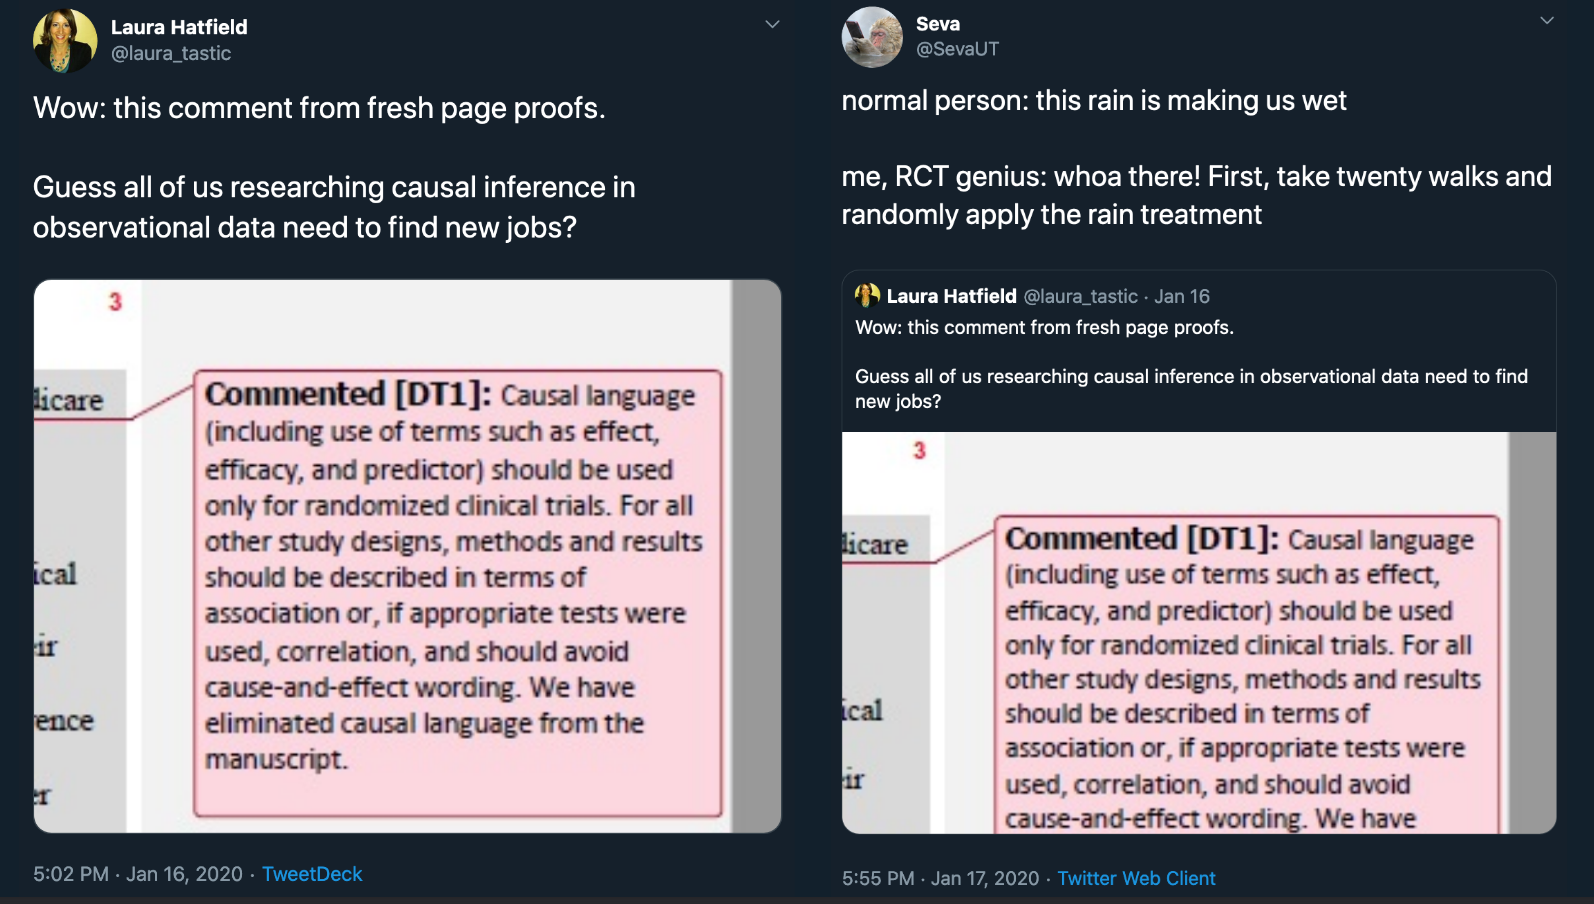 Laura Hatfield
@laura_tastic
Wow: this comment from fresh page proofs.
Guess all of us researching causal inference in
observational data need to find new jobs?
3
licare
ical
ir
ence
er
Commented [DT1]: Causal language
(including use of terms such as effect,
efficacy, and predictor) should be used
only for randomized clinical trials. For all
other study designs, methods and results
should be described in terms of
association or, if appropriate tests were
used, correlation, and should avoid
cause-and-effect wording. We have
eliminated causal language from the
manuscript.
5:02 PM · Jan 16, 2020 · TweetDeck
Seva
@SevaUT
normal person: this rain is making us wet
me, RCT genius: whoa there! First, take twenty walks and
randomly apply the rain treatment
Laura Hatfield @laura_tastic · Jan 16
Wow: this comment from fresh page proofs.
Guess all of us researching causal inference in observational data need to find
new jobs?
3
licare
ical
ir
Commented [DT1]: Causal language
(including use of terms such as effect,
efficacy, and predictor) should be used
only for randomized clinical trials. For all
other study designs, methods and results
should be described in terms of
association or, if appropriate tests were
used, correlation, and should avoid
cause-and-effect wording. We have
5:55 PM · Jan 17, 2020 · Twitter Web Client